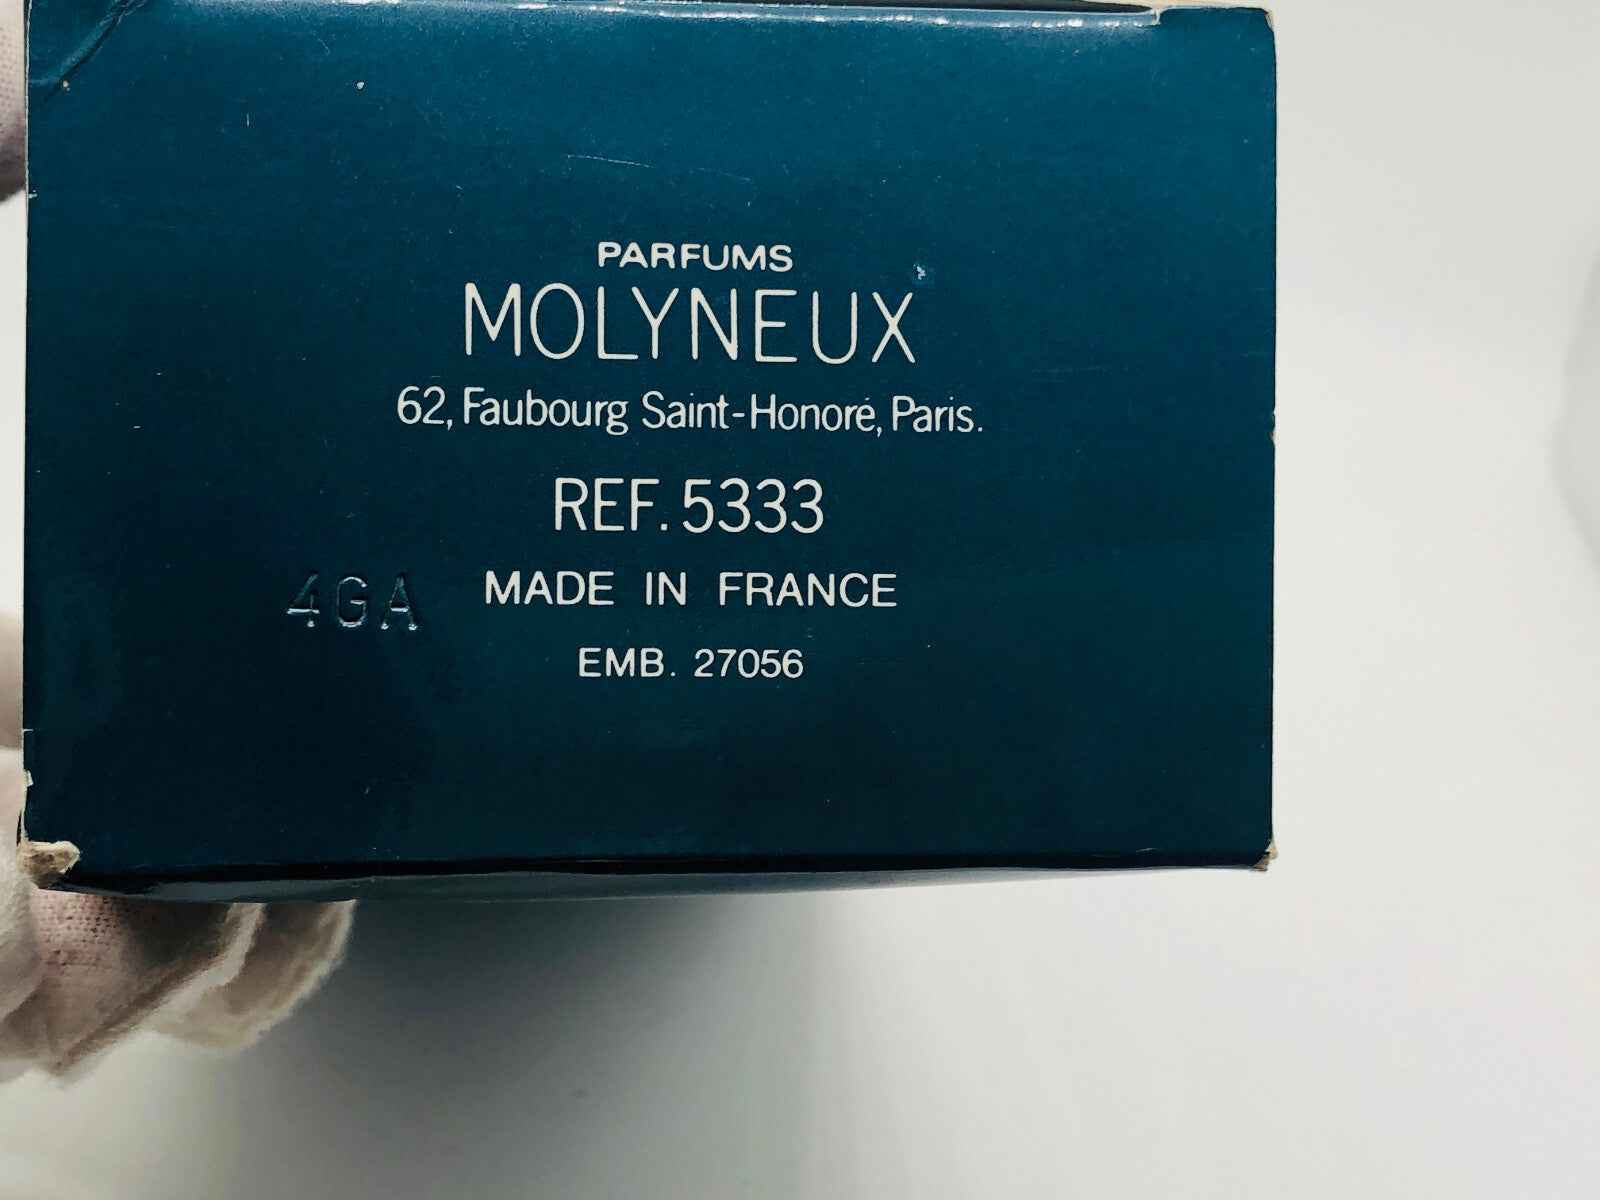 PARFUMS
MOLYNEUX
62, Faubourg Saint-Honoré, Paris.
REF. 5333
MADE IN FRANCE
4GA
EMB. 27056